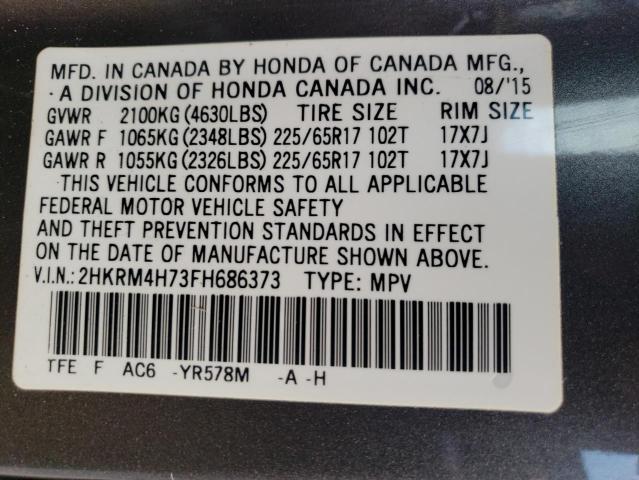 MFD. IN CANADA BY HONDA OF CANADA MFG.,
A DIVISION OF HONDA CANADA INC. 08/'15
GVWR 2100KG (4630LBS) TIRE SIZE RIM SIZE
GAWR F 1065KG (2348LBS) 225/65R17 102T 17X7J
GAWR R 1055KG (2326LBS) 225/65R17 102T 17X7J
THIS VEHICLE CONFORMS TO ALL APPLICABLE
FEDERAL MOTOR VEHICLE SAFETY
AND THEFT PREVENTION STANDARDS IN EFFECT
ON THE DATE OF MANUFACTURE SHOWN ABOVE.
V.I.N.: 2HKRM4H73FH686373 TYPE: MPV
TFE F AC6 -YR578M -A -H